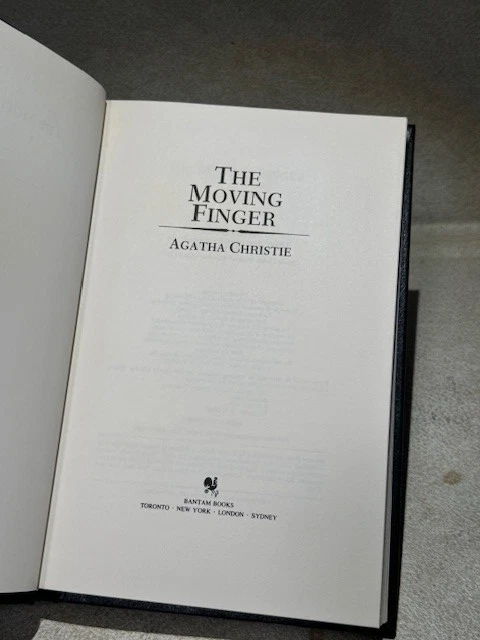 THE
MOVING
FINGER
AGATHA CHRISTIE
BANTAM BOOKS
TORONTO · NEW YORK · LONDON · SYDNEY